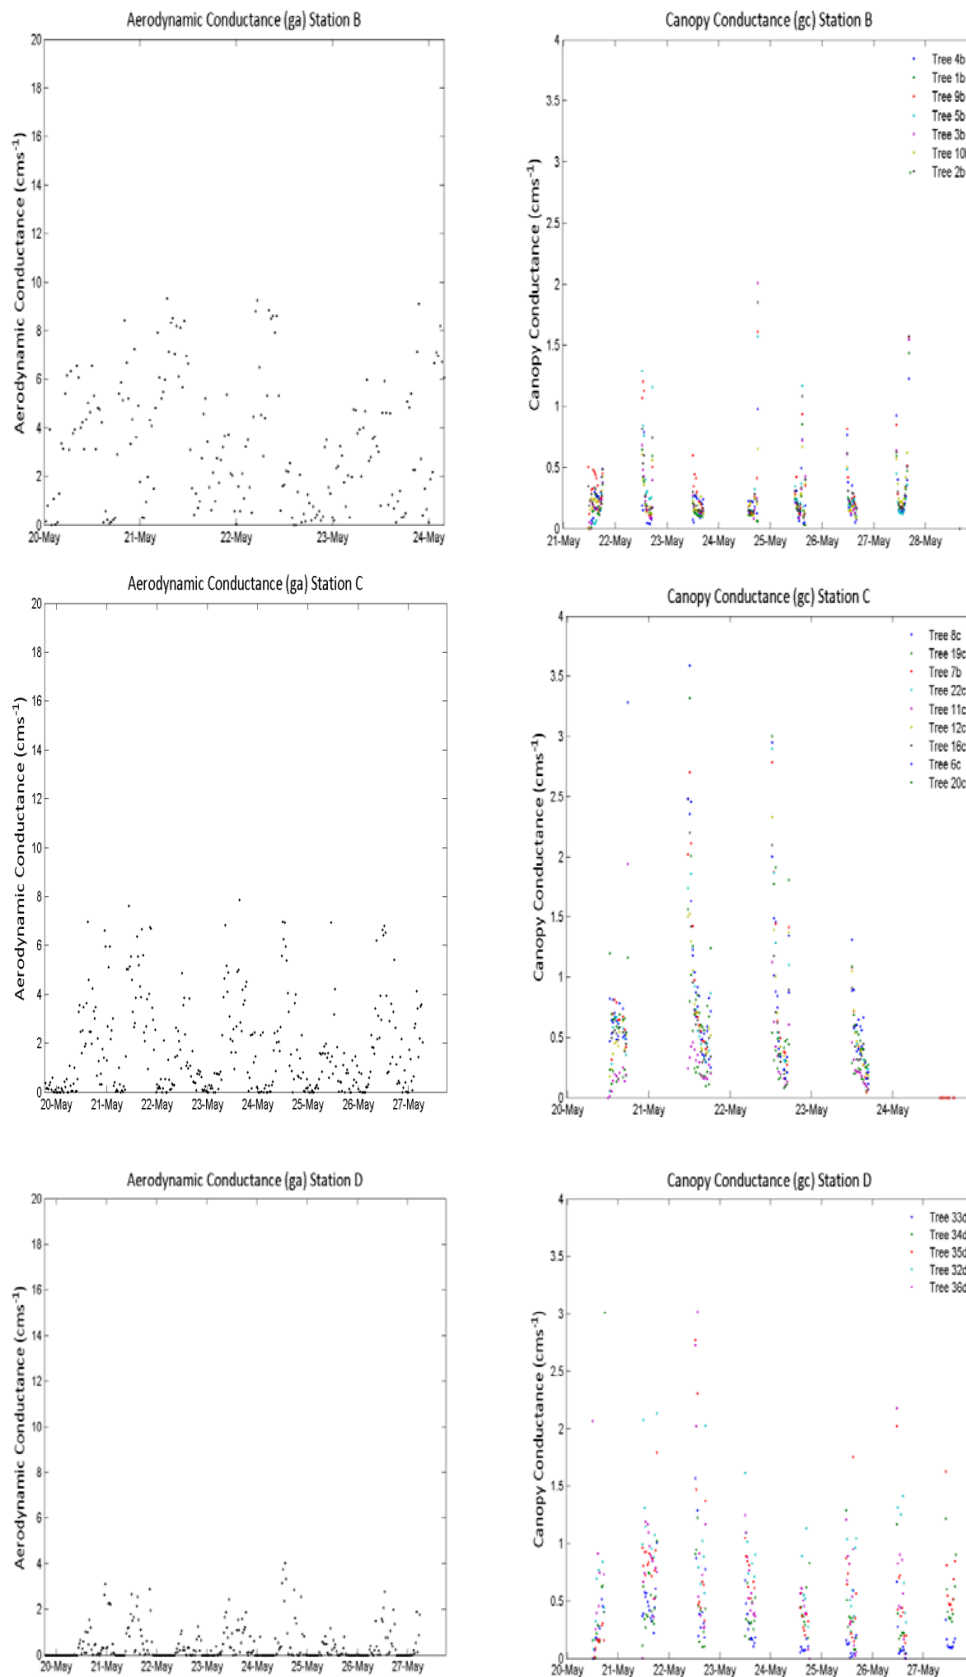 Aerodynamic Conductance (ga) Station B
Aerodynamic Conductance (cms⁻¹)
20
18
16
14
12
10
8
6
4
2
0
20-May 21-May 22-May 23-May 24-May
Canopy Conductance (gc) Station B
Canopy Conductance (cms⁻¹)
4
3.5
3
2.5
2
1.5
1
0.5
0
21-May 22-May 23-May 24-May 25-May 26-May 27-May 28-May
Tree 4b
Tree 1b
Tree 9b
Tree 5b
Tree 3b
Tree 10
Tree 2b
Aerodynamic Conductance (ga) Station C
Aerodynamic Conductance (cms⁻¹)
20
18
16
14
12
10
8
6
4
2
0
20-May 21-May 22-May 23-May 24-May 25-May 26-May 27-May
Canopy Conductance (gc) Station C
Canopy Conductance (cms⁻¹)
4
3.5
3
2.5
2
1.5
1
0.5
0
20-May 21-May 22-May 23-May 24-May
Tree 8c
Tree 19c
Tree 7b
Tree 22c
Tree 11c
Tree 12c
Tree 16c
Tree 6c
Tree 20c
Aerodynamic Conductance (ga) Station D
Aerodynamic Conductance (cms⁻¹)
20
18
16
14
12
10
8
6
4
2
0
20-May 21-May 22-May 23-May 24-May 25-May 26-May 27-May
Canopy Conductance (gc) Station D
Canopy Conductance (cms⁻¹)
4
3.5
3
2.5
2
1.5
1
0.5
0
20-May 21-May 22-May 23-May 24-May 25-May 26-May 27-May
Tree 33d
Tree 34d
Tree 35d
Tree 32d
Tree 36d